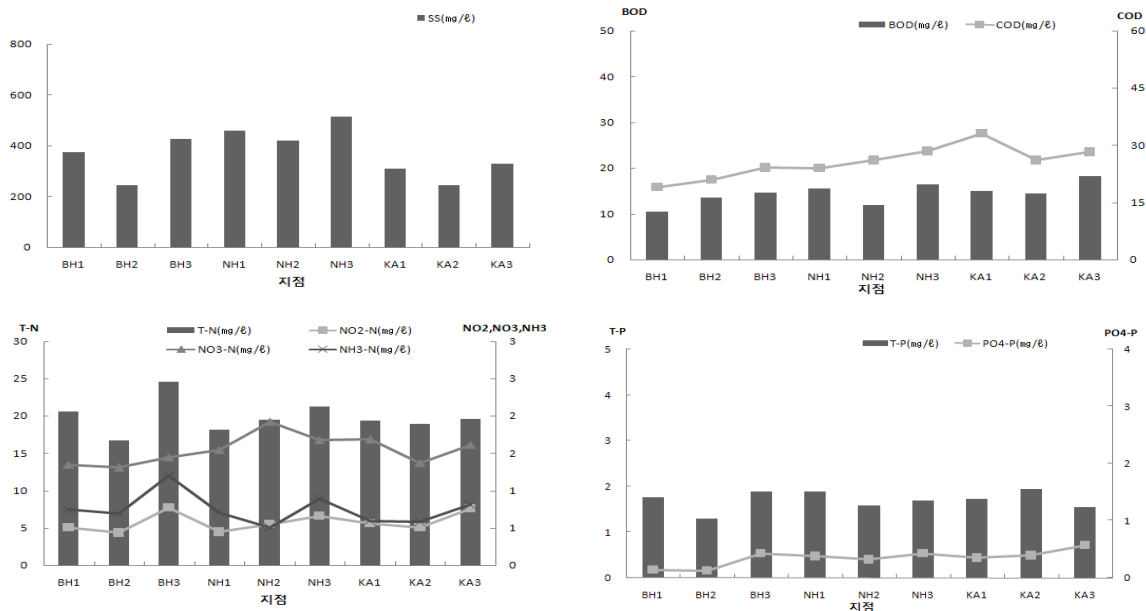 SS(mg/ℓ)
800
600
400
200
0
BH1 BH2 BH3 NH1 NH2 NH3 KA1 KA2 KA3
지점
BOD COD
BOD(mg/ℓ) COD(mg/ℓ)
50 60
40 45
30 30
20 15
10 0
0
BH1 BH2 BH3 NH1 NH2 NH3 KA1 KA2 KA3
지점
T-N NO2,NO3,NH3
T-N(mg/ℓ) NO2-N(mg/ℓ)
NO3-N(mg/ℓ) NH3-N(mg/ℓ)
30 3
25 3
20 2
15 2
10 1
5 1
0 0
BH1 BH2 BH3 NH1 NH2 NH3 KA1 KA2 KA3
지점
T-P PO4-P
T-P(mg/ℓ) PO4-P(mg/ℓ)
5 4
4 3
3 2
2 1
1 0
0
BH1 BH2 BH3 NH1 NH2 NH3 KA1 KA2 KA3
지점